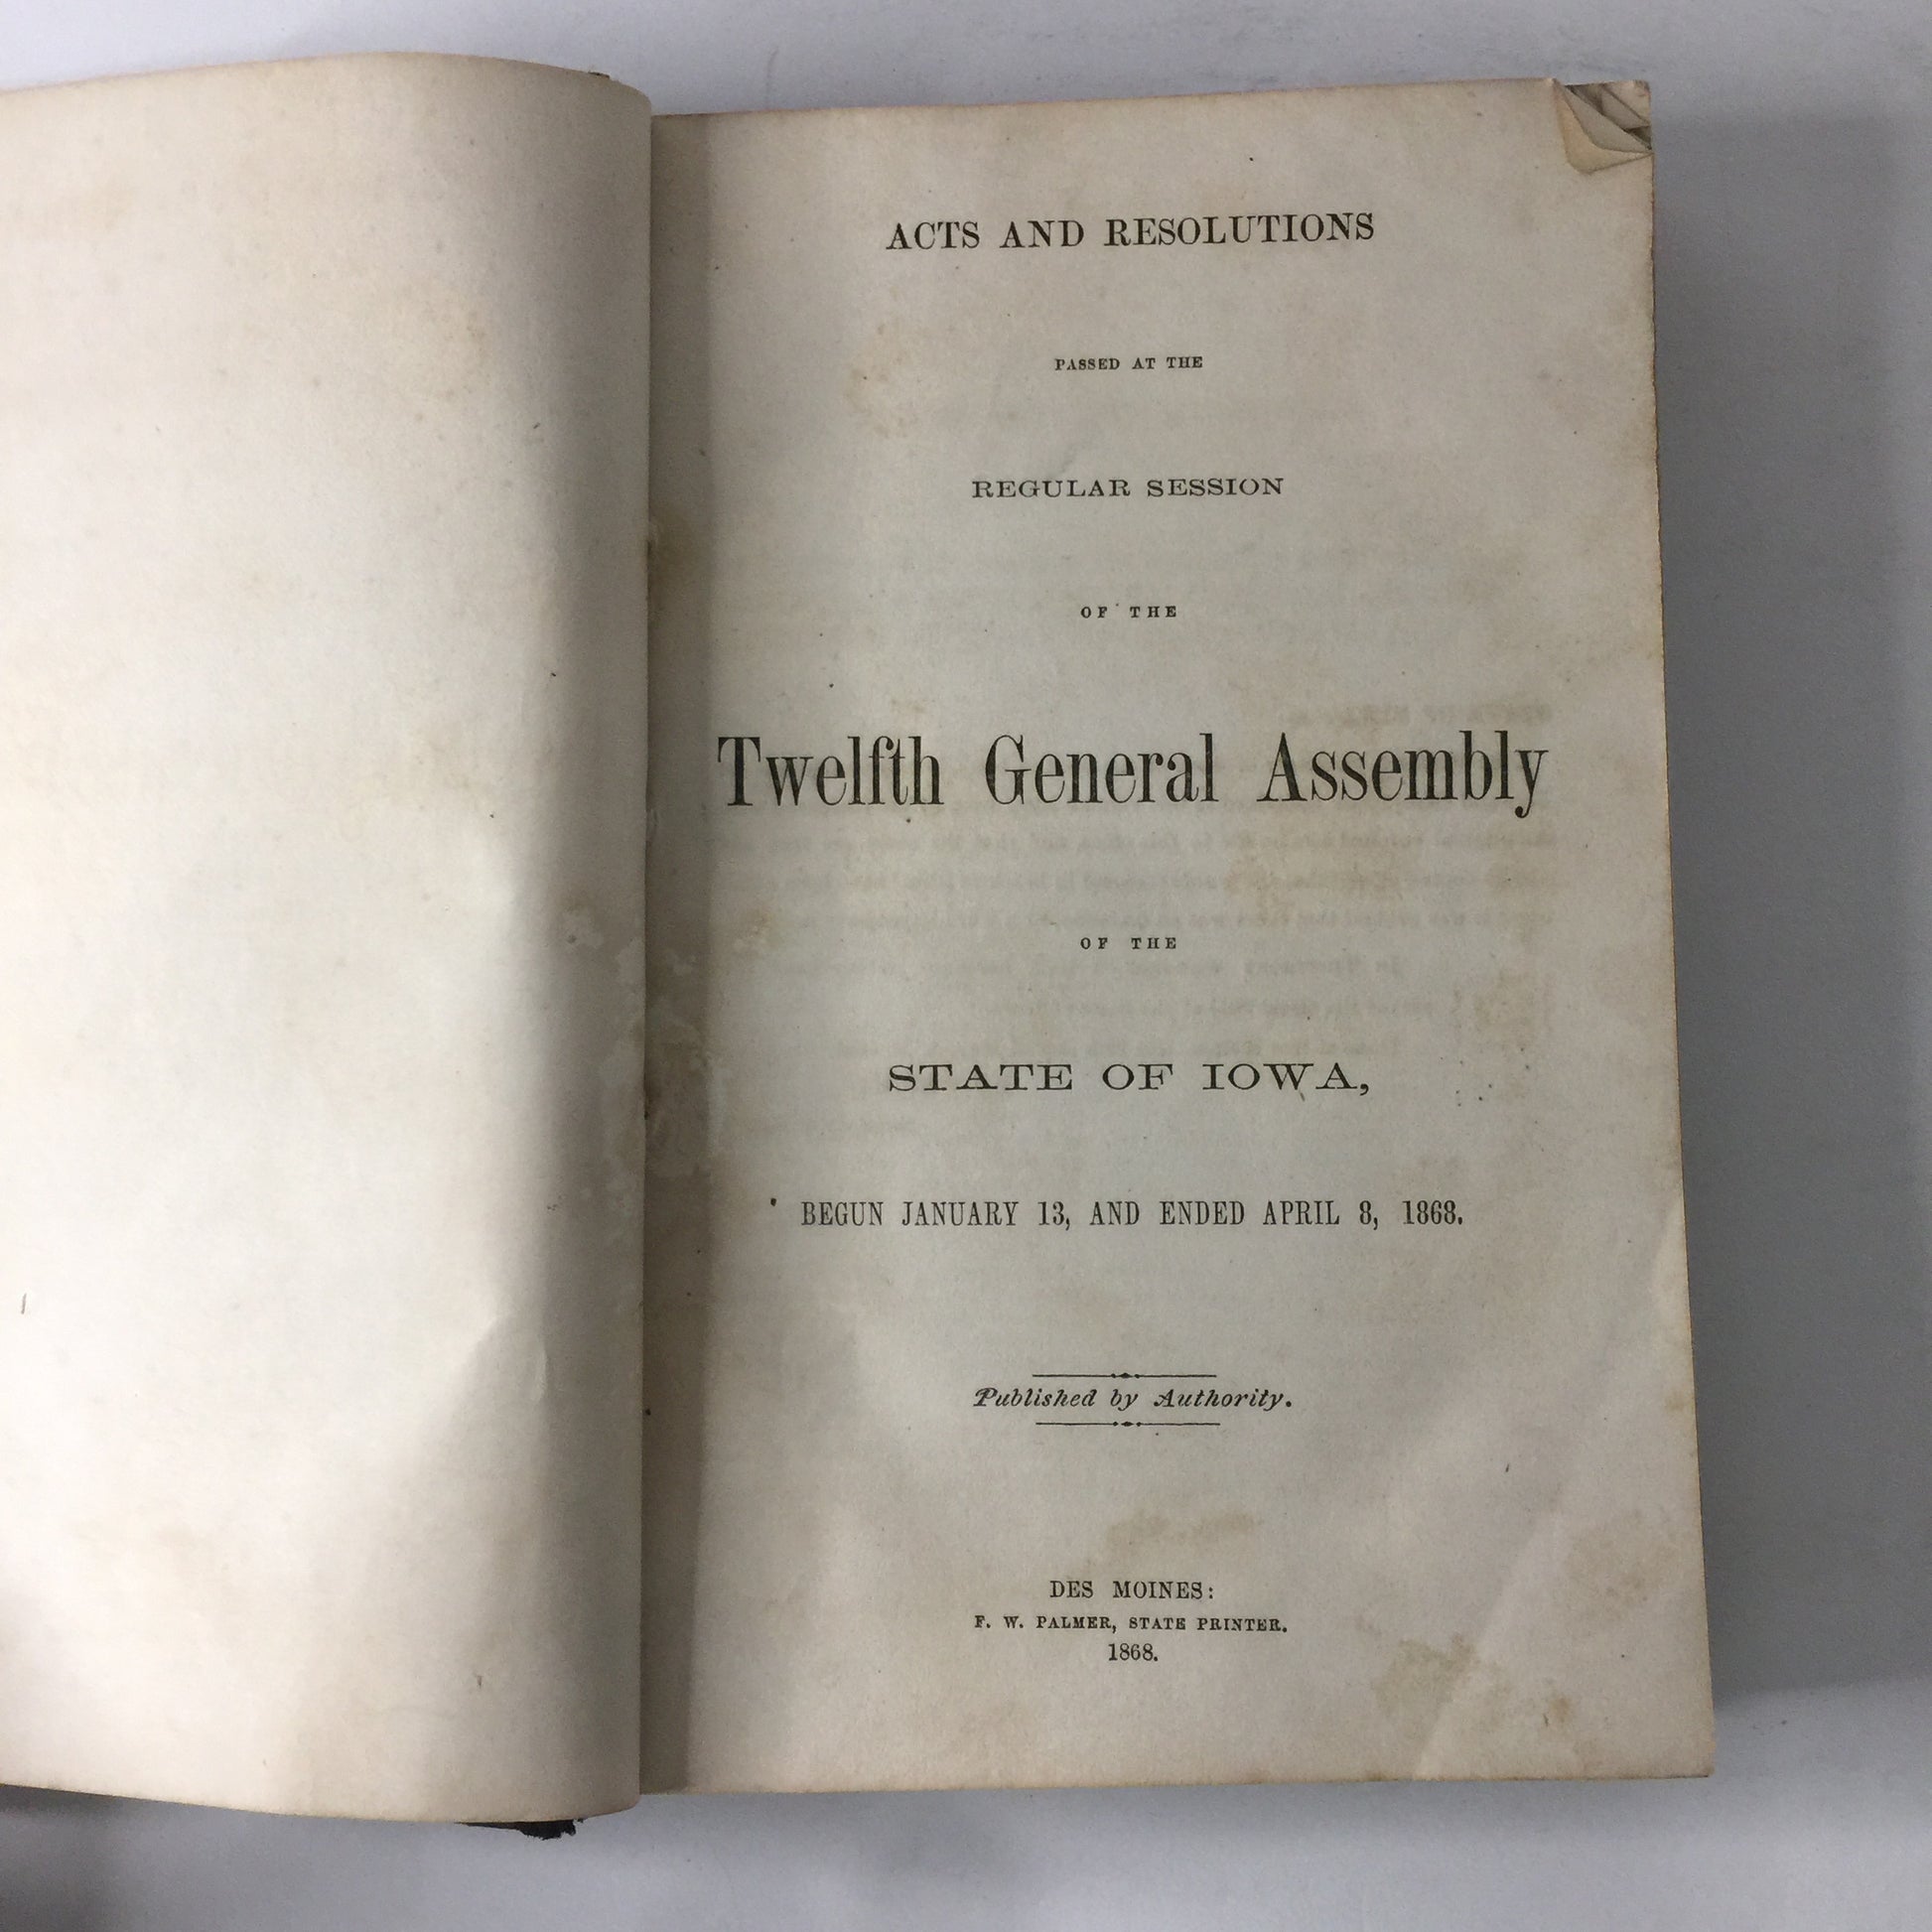 ACTS AND RESOLUTIONS
PASSED AT THE
REGULAR SESSION
OF THE
Twelfth General Assembly
OF THE
STATE OF IOWA,
BEGUN JANUARY 13, AND ENDED APRIL 8, 1868.
Published by Authority.
DES MOINES:
F. W. PALMER, STATE PRINTER.
1868.